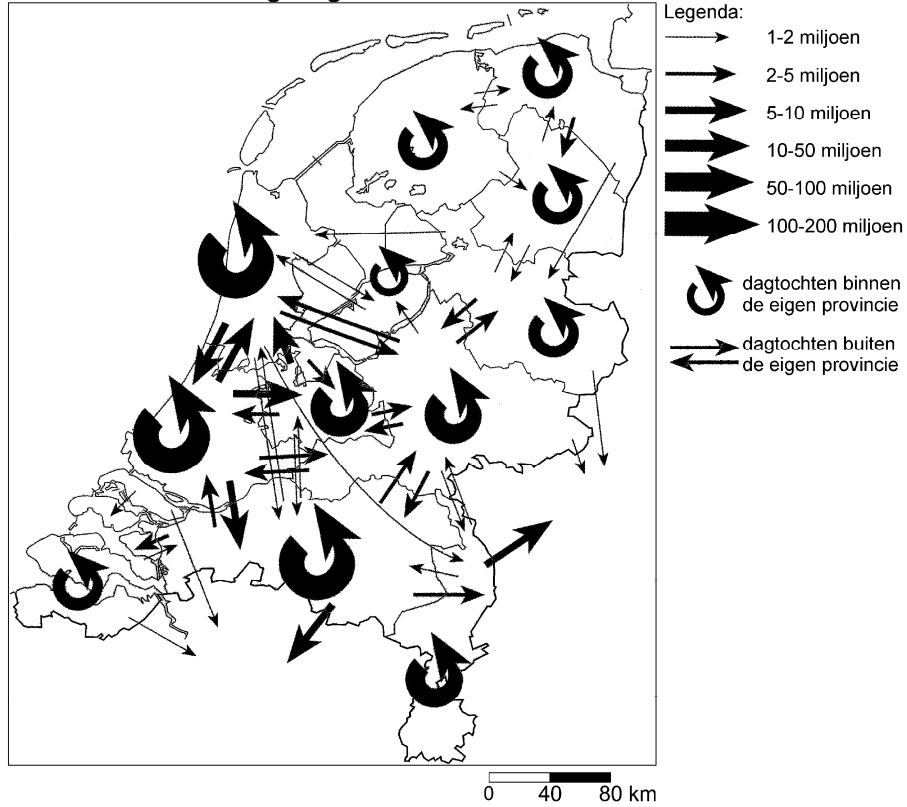 Legenda:
1-2 miljoen
2-5 miljoen
5-10 miljoen
10-50 miljoen
50-100 miljoen
100-200 miljoen
dagtochten binnen
de eigen provincie
dagtochten buiten
de eigen provincie
0 40 80 km